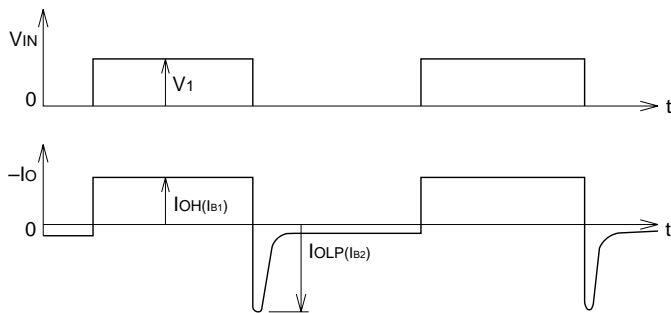 VIN
V1
0
t
–IO
IOH(IB1)
0
t
IOLP(IB2)